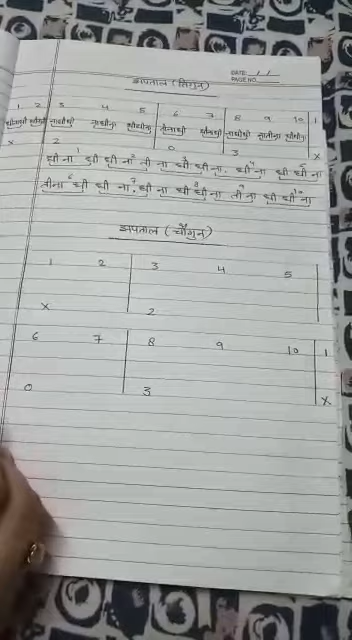 DATE: / /
PAGE NO.
झपताल (तिगुन)
1 2 3 4 5 6 7 8 9 10 1
x 2 0 3 x
धी ना धी धी ना ती ना धी धी ना. धी ना धी धी ना
ती ना धी धी ना. धी ना धी धी ना ती ना धी धी ना
झपताल (चौगुन)
1 2 3 4 5
x 2
6 7 8 9 10 1
0 3 x